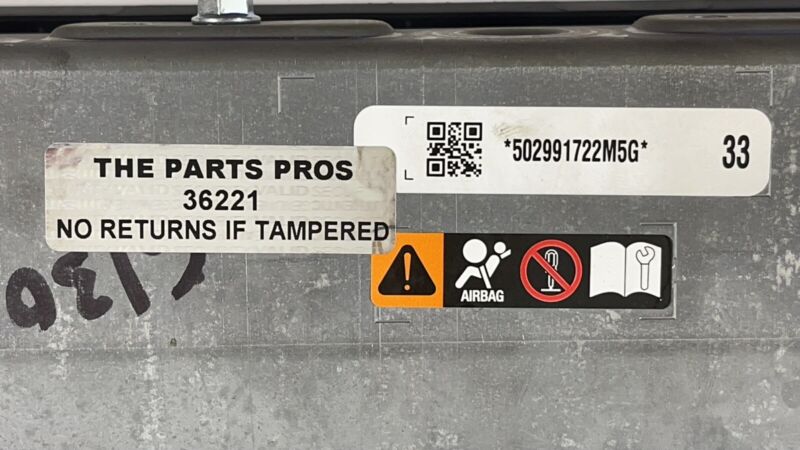 *502991722M5G* 33
THE PARTS PROS
36221
NO RETURNS IF TAMPERED
AIRBAG